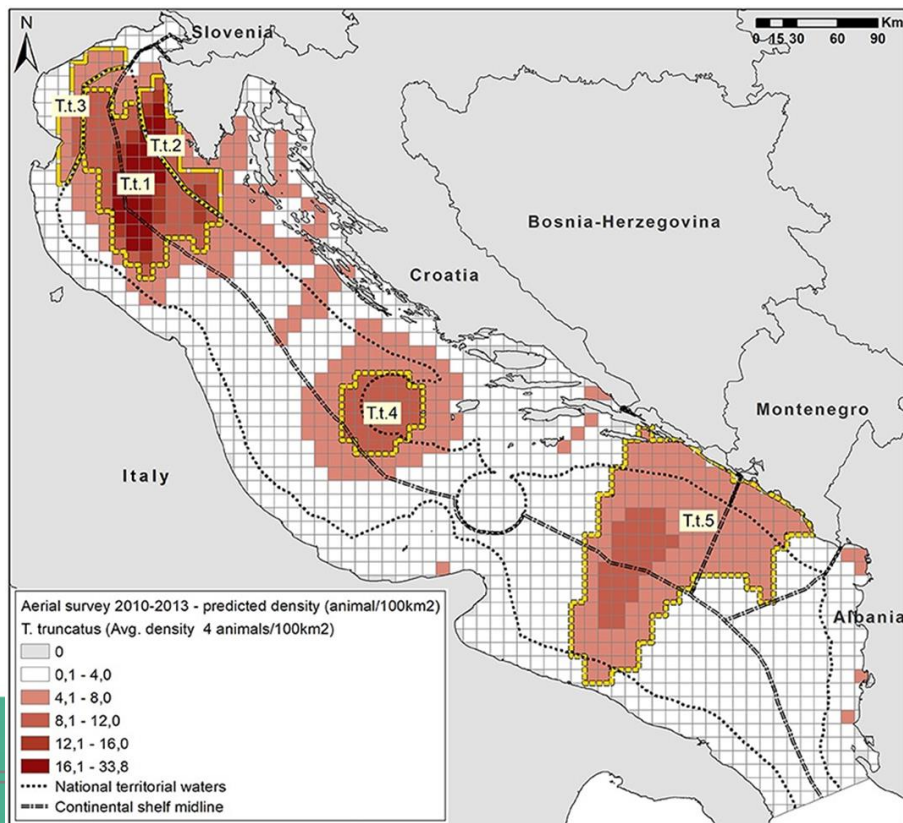 N
Slovenia
Km
0 15 30 60 90
T.t.3
T.t.2
T.t.1
Bosnia-Herzegovina
Croatia
Montenegro
T.t.4
Italy
T.t.5
Albania
Aerial survey 2010-2013 - predicted density (animal/100km2)
T. truncatus (Avg. density 4 animals/100km2)
0
0,1 - 4,0
4,1 - 8,0
8,1 - 12,0
12,1 - 16,0
16,1 - 33,8
National territorial waters
Continental shelf midline